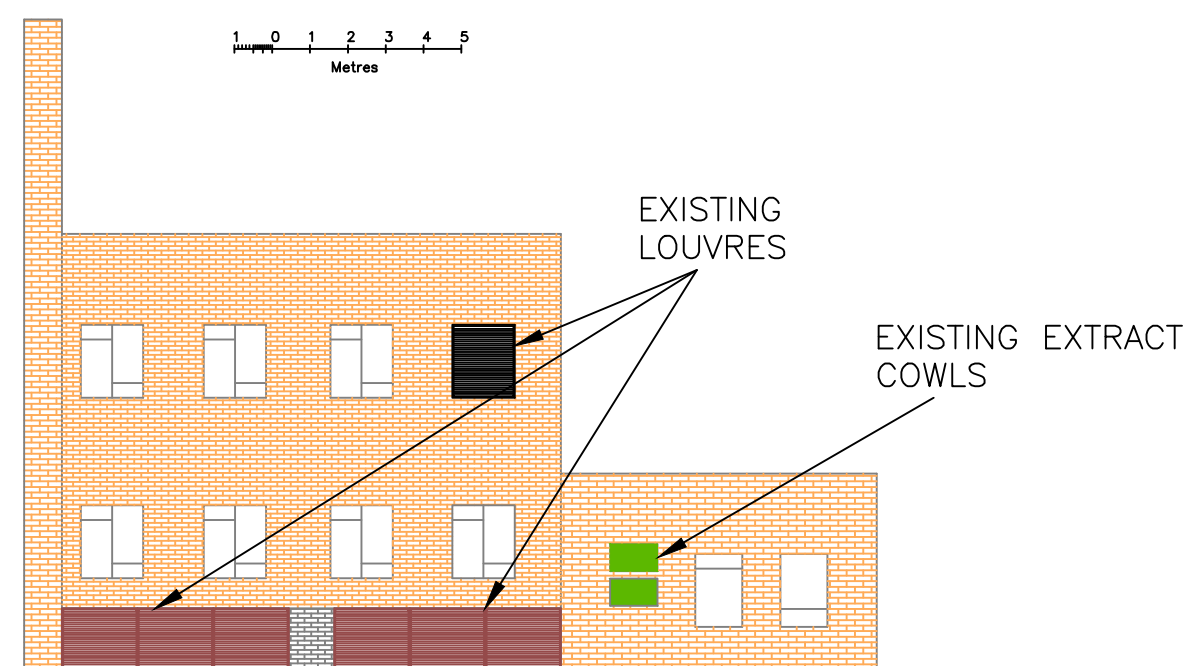 1 0 1 2 3 4 5
Metres
EXISTING
LOUVRES
EXISTING EXTRACT
COWLS